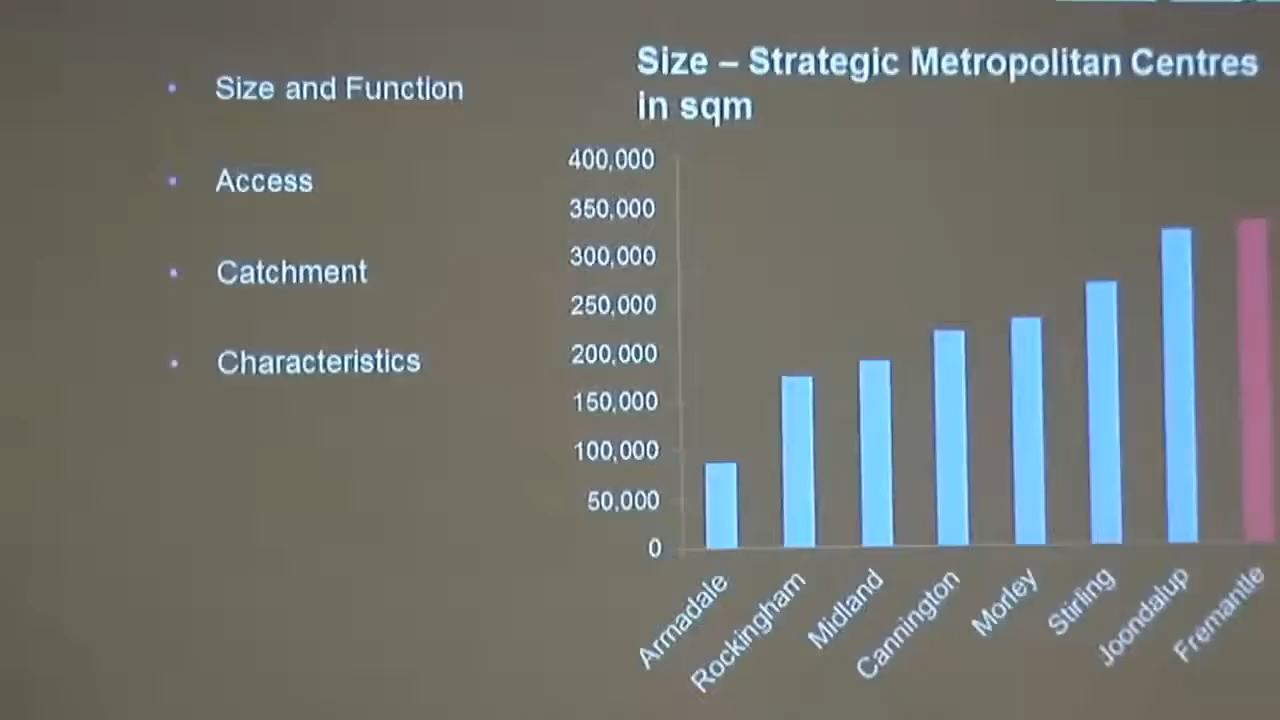 Size and Function
Access
Catchment
Characteristics
Size – Strategic Metropolitan Centres
in sqm
400,000
350,000
300,000
250,000
200,000
150,000
100,000
50,000
0
Armadale
Rockingham
Midland
Cannington
Morley
Stirling
Joondalup
Fremantle